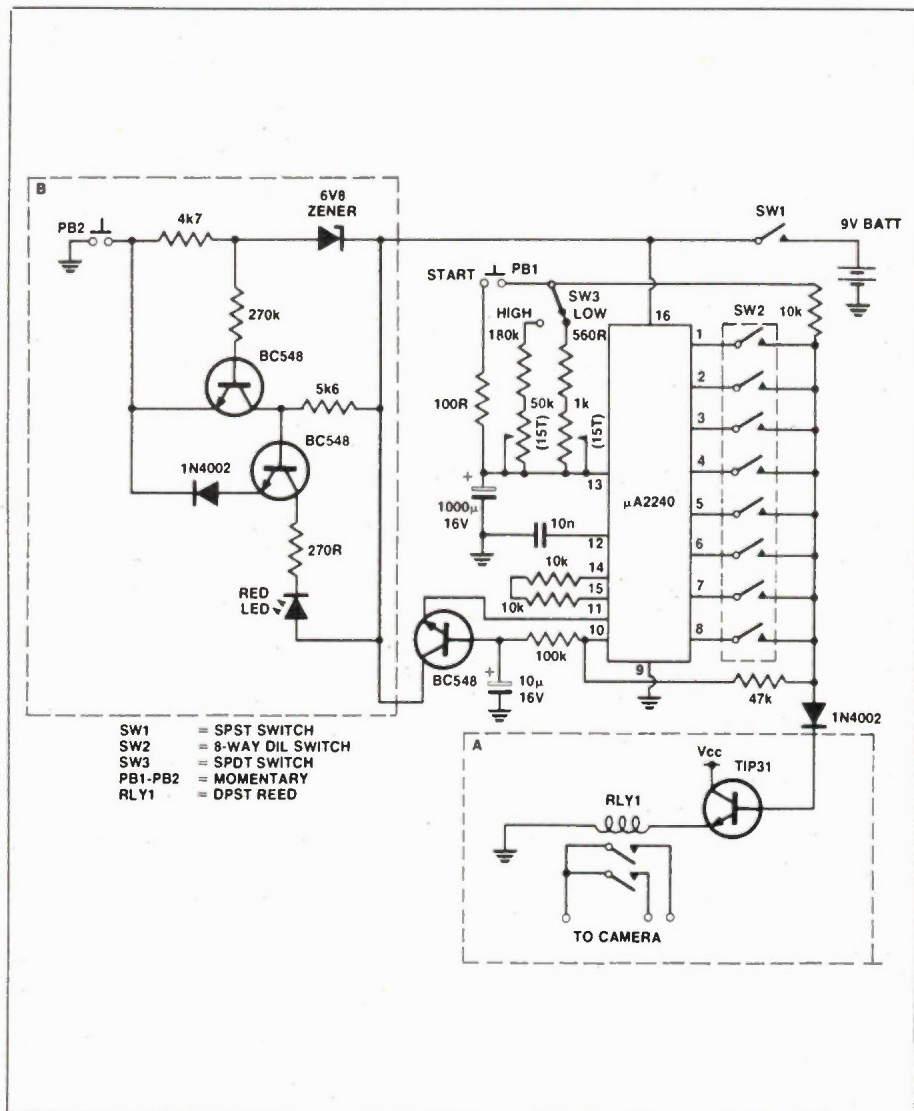 B
6V8
ZENER
PB2
4k7
SW1
9V BATT
START
PB1
SW3
HIGH
LOW
180k
560R
16
SW2
10k
270k
BC548
5k6
BC548
1N4002
100R
50k
(15T)
1k
(15T)
1
2
3
4
5
6
7
8
13
μA2240
+
1000μ
16V
10n
12
10k
14
15
10k
11
10
9
270R
RED
LED
BC548
100k
+
10μ
16V
47k
1N4002
SW1 = SPST SWITCH
SW2 = 8-WAY DIL SWITCH
SW3 = SPDT SWITCH
PB1-PB2 = MOMENTARY
RLY1 = DPST REED
A
Vcc
TIP31
RLY1
TO CAMERA